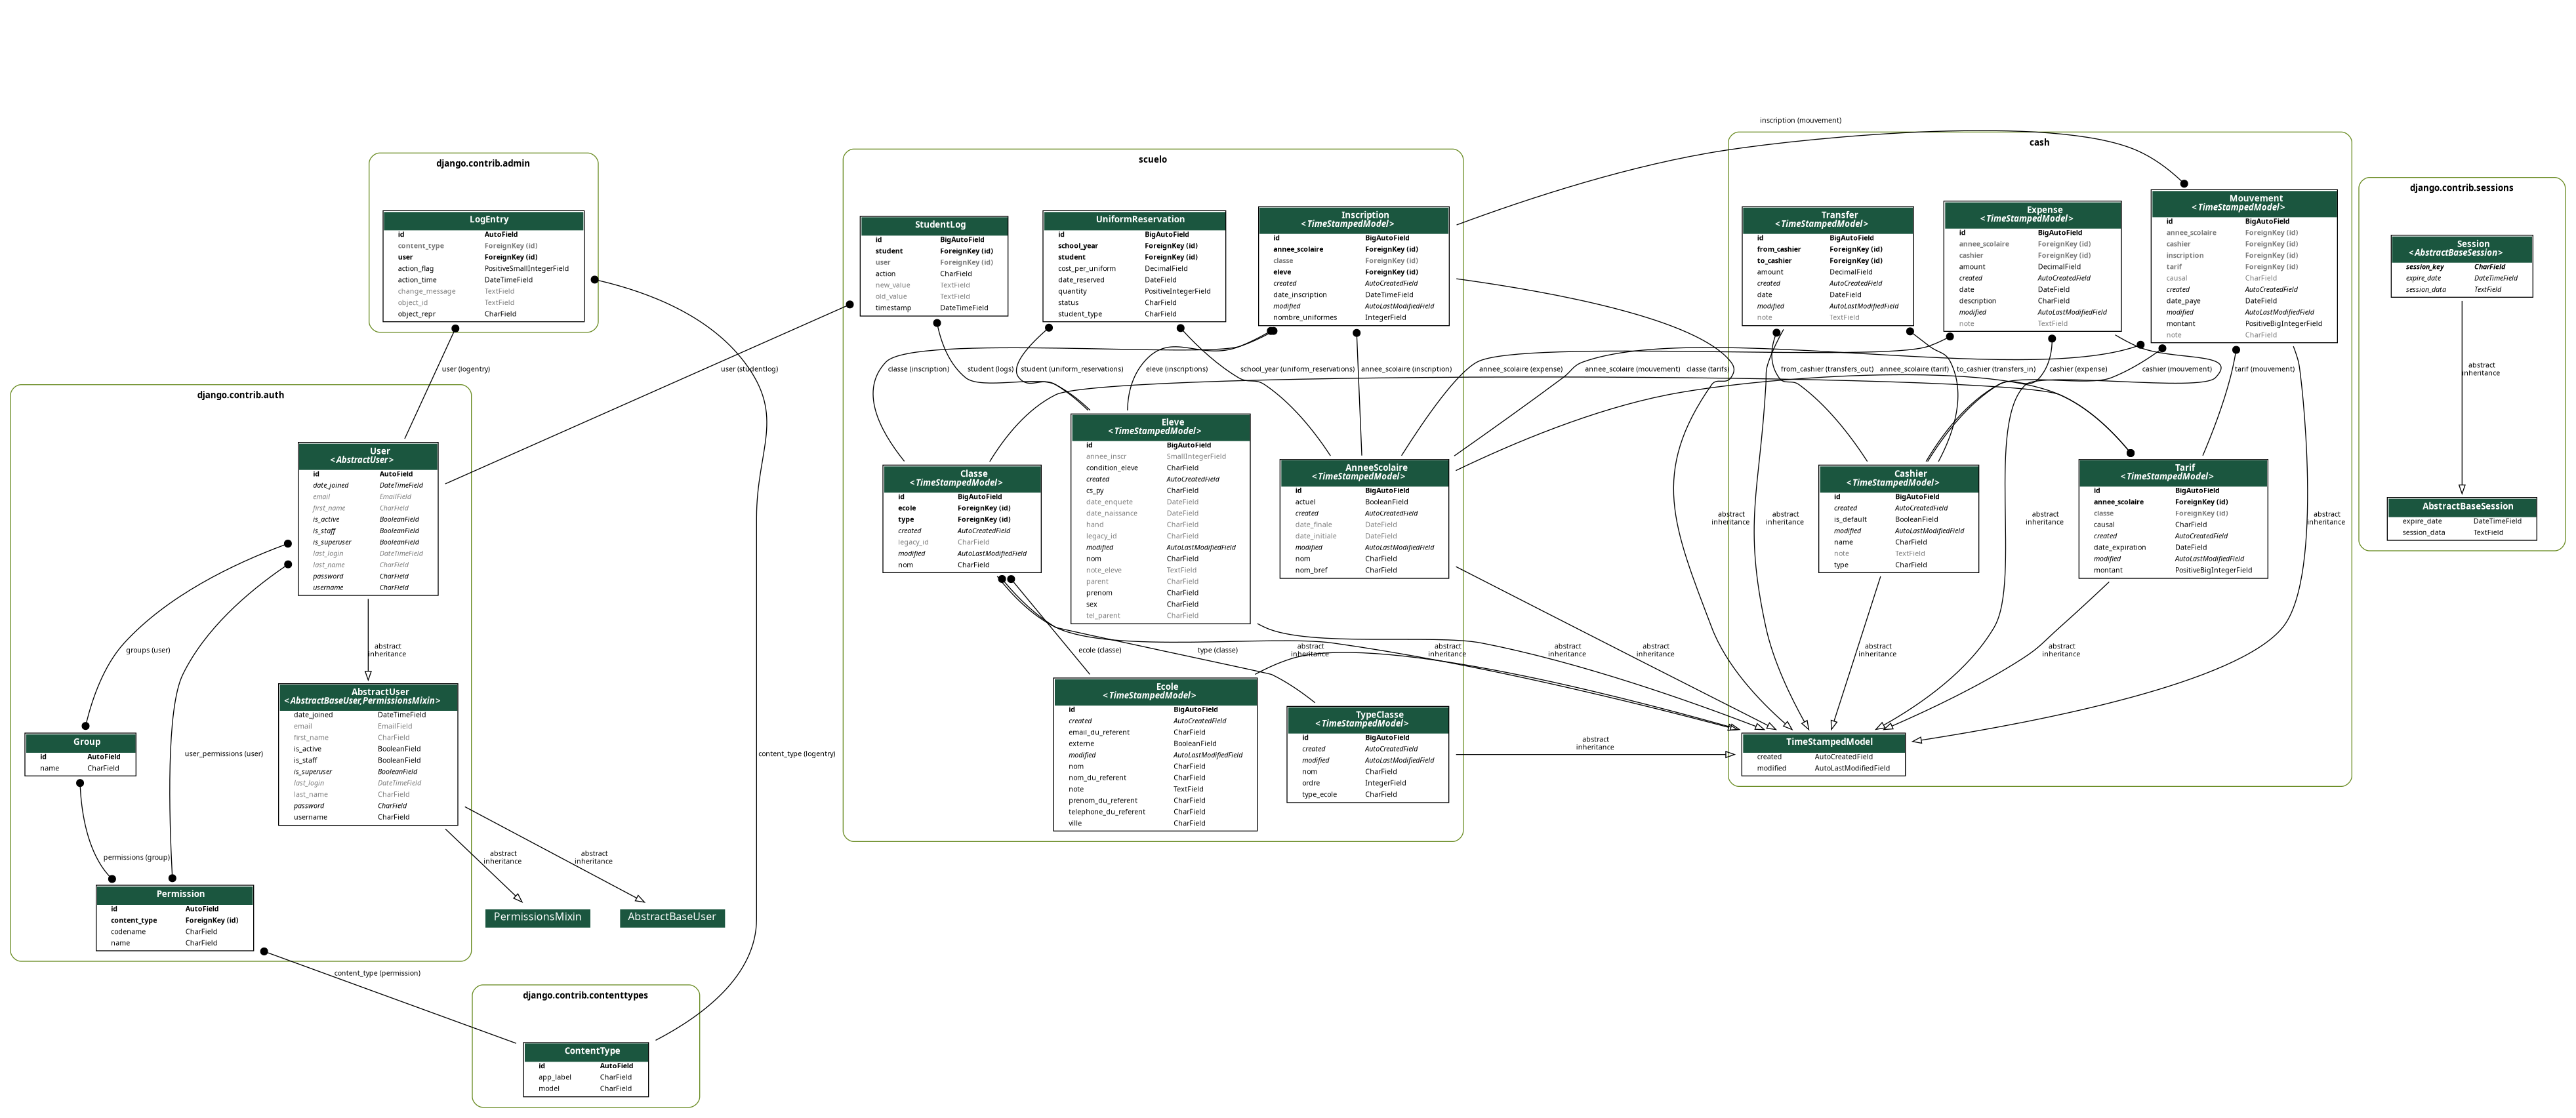 django.contrib.admin
LogEntry
id AutoField
content_type ForeignKey (id)
user ForeignKey (id)
action_flag PositiveSmallIntegerField
action_time DateTimeField
change_message TextField
object_id TextField
object_repr CharField
user (logentry)
content_type (logentry)
django.contrib.auth
User
<AbstractUser>
id AutoField
date_joined DateTimeField
email EmailField
first_name CharField
is_active BooleanField
is_staff BooleanField
is_superuser BooleanField
last_login DateTimeField
last_name CharField
password CharField
username CharField
groups (user)
user_permissions (user)
abstract
inheritance
AbstractUser
<AbstractBaseUser,PermissionsMixin>
date_joined DateTimeField
email EmailField
first_name CharField
is_active BooleanField
is_staff BooleanField
is_superuser BooleanField
last_login DateTimeField
last_name CharField
password CharField
username CharField
Group
id AutoField
name CharField
permissions (group)
Permission
id AutoField
content_type ForeignKey (id)
codename CharField
name CharField
abstract
inheritance
abstract
inheritance
PermissionsMixin
AbstractBaseUser
content_type (permission)
django.contrib.contenttypes
ContentType
id AutoField
app_label CharField
model CharField
scuelo
StudentLog
id BigAutoField
student ForeignKey (id)
user ForeignKey (id)
action CharField
new_value TextField
old_value TextField
timestamp DateTimeField
UniformReservation
id BigAutoField
school_year ForeignKey (id)
student ForeignKey (id)
cost_per_uniform DecimalField
date_reserved DateField
quantity PositiveIntegerField
status CharField
student_type CharField
Inscription
<TimeStampedModel>
id BigAutoField
annee_scolaire ForeignKey (id)
classe ForeignKey (id)
eleve ForeignKey (id)
created AutoCreatedField
date_inscription DateTimeField
modified AutoLastModifiedField
nombre_uniformes IntegerField
user (studentlog)
classe (inscription)
student (logs)
student (uniform_reservations)
eleve (inscriptions)
school_year (uniform_reservations)
annee_scolaire (inscription)
annee_scolaire (expense)
annee_scolaire (mouvement)
classe (tarifs)
Classe
<TimeStampedModel>
id BigAutoField
ecole ForeignKey (id)
type ForeignKey (id)
created AutoCreatedField
legacy_id CharField
modified AutoLastModifiedField
nom CharField
Eleve
<TimeStampedModel>
id BigAutoField
annee_inscr SmallIntegerField
condition_eleve CharField
created AutoCreatedField
cs_py CharField
date_enquete DateField
date_naissance DateField
hand CharField
legacy_id CharField
modified AutoLastModifiedField
nom CharField
note_eleve TextField
parent CharField
prenom CharField
sex CharField
tel_parent CharField
AnneeScolaire
<TimeStampedModel>
id BigAutoField
actuel BooleanField
created AutoCreatedField
date_finale DateField
date_initiale DateField
modified AutoLastModifiedField
nom CharField
nom_bref CharField
ecole (classe)
type (classe)
abstract
inheritance
abstract
inheritance
abstract
inheritance
abstract
inheritance
Ecole
<TimeStampedModel>
id BigAutoField
created AutoCreatedField
email_du_referent CharField
externe BooleanField
modified AutoLastModifiedField
nom CharField
nom_du_referent CharField
note TextField
prenom_du_referent CharField
telephone_du_referent CharField
ville CharField
TypeClasse
<TimeStampedModel>
id BigAutoField
created AutoCreatedField
modified AutoLastModifiedField
nom CharField
ordre IntegerField
type_ecole CharField
abstract
inheritance
inscription (mouvement)
cash
Transfer
<TimeStampedModel>
id BigAutoField
from_cashier ForeignKey (id)
to_cashier ForeignKey (id)
amount DecimalField
created AutoCreatedField
date DateField
modified AutoLastModifiedField
note TextField
Expense
<TimeStampedModel>
id BigAutoField
annee_scolaire ForeignKey (id)
cashier ForeignKey (id)
amount DecimalField
created AutoCreatedField
date DateField
description CharField
modified AutoLastModifiedField
note TextField
Mouvement
<TimeStampedModel>
id BigAutoField
annee_scolaire ForeignKey (id)
cashier ForeignKey (id)
inscription ForeignKey (id)
tarif ForeignKey (id)
causal CharField
created AutoCreatedField
date_paye DateField
modified AutoLastModifiedField
montant PositiveBigIntegerField
note CharField
from_cashier (transfers_out)
annee_scolaire (tarif)
to_cashier (transfers_in)
cashier (expense)
cashier (mouvement)
tarif (mouvement)
abstract
inheritance
abstract
inheritance
abstract
inheritance
abstract
inheritance
Cashier
<TimeStampedModel>
id BigAutoField
created AutoCreatedField
is_default BooleanField
modified AutoLastModifiedField
name CharField
note TextField
type CharField
Tarif
<TimeStampedModel>
id BigAutoField
annee_scolaire ForeignKey (id)
classe ForeignKey (id)
causal CharField
created AutoCreatedField
date_expiration DateField
modified AutoLastModifiedField
montant PositiveBigIntegerField
abstract
inheritance
abstract
inheritance
TimeStampedModel
created AutoCreatedField
modified AutoLastModifiedField
django.contrib.sessions
Session
<AbstractBaseSession>
session_key CharField
expire_date DateTimeField
session_data TextField
abstract
inheritance
AbstractBaseSession
expire_date DateTimeField
session_data TextField